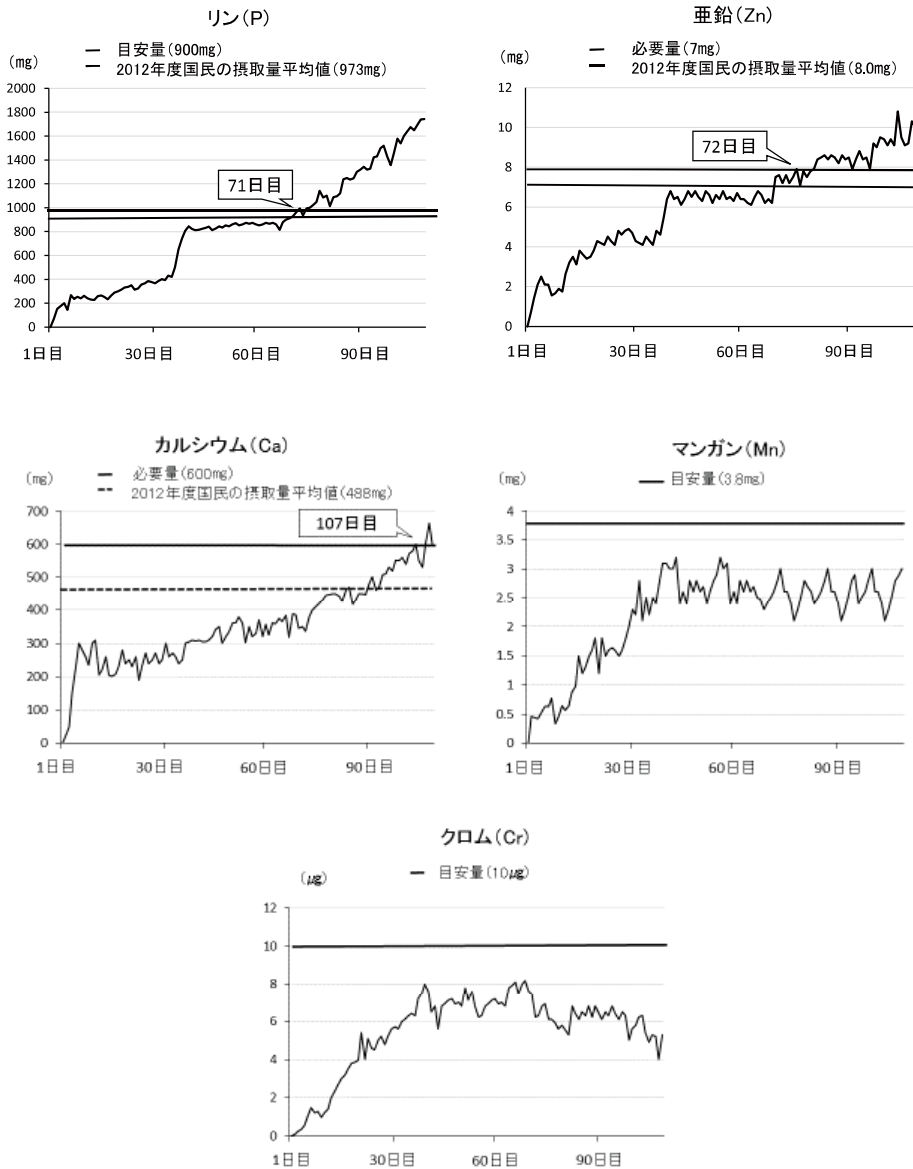 リン(P)
(mg)
目安量(900mg)
2012年度国民の摂取量平均値(973mg)
2000
1800
1600
1400
1200
1000
800
600
400
200
0
71日目
1日目 30日目 60日目 90日目
亜鉛(Zn)
(mg)
必要量(7mg)
2012年度国民の摂取量平均値(8.0mg)
12
10
8
6
4
2
0
72日目
1日目 30日目 60日目 90日目
カルシウム(Ca)
(mg)
必要量(600mg)
2012年度国民の摂取量平均値(488mg)
700
600
500
400
300
200
100
0
107日目
1日目 30日目 60日目 90日目
マンガン(Mn)
(mg)
目安量(3.8mg)
4
3.5
3
2.5
2
1.5
1
0.5
0
1日目 30日目 60日目 90日目
クロム(Cr)
(μg)
目安量(10μg)
12
10
8
6
4
2
0
1日目 30日目 60日目 90日目